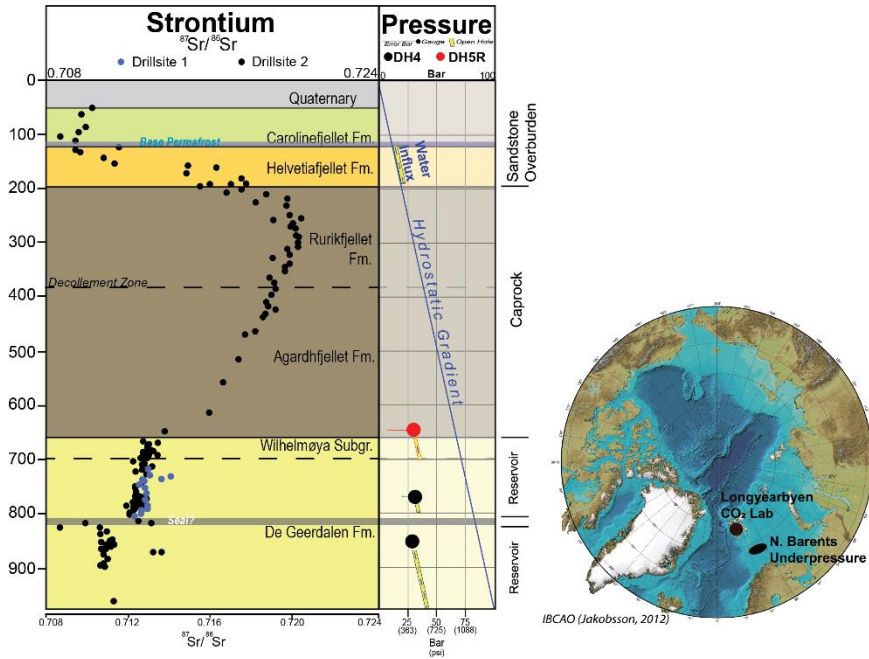 Strontium
⁸⁷Sr/⁸⁶Sr
Drillsite 1
Drillsite 2
0.708
0.724
Pressure
Error Bar
Gauge
Open Hole
DH4
DH5R
Bar
0
100
0
100
200
300
400
500
600
700
800
900
Quaternary
Carolinefjellet Fm.
Base Permafrost
Helvetiafjellet Fm.
Rurikfjellet
Fm.
Decollement Zone
Agardhfjellet Fm.
Wilhelmøya Subgr.
Seal?
De Geerdalen Fm.
Water
influx
Hydrostatic Gradient
Sandstone
Overburden
Caprock
Reservoir
Reservoir
0.708
0.712
0.716
0.720
0.724
⁸⁷Sr/⁸⁶Sr
25
50
75
(363)
(725)
(1088)
Bar
(psi)
Longyearbyen
CO₂ Lab
N. Barents
Underpressure
IBCAO (Jakobsson, 2012)